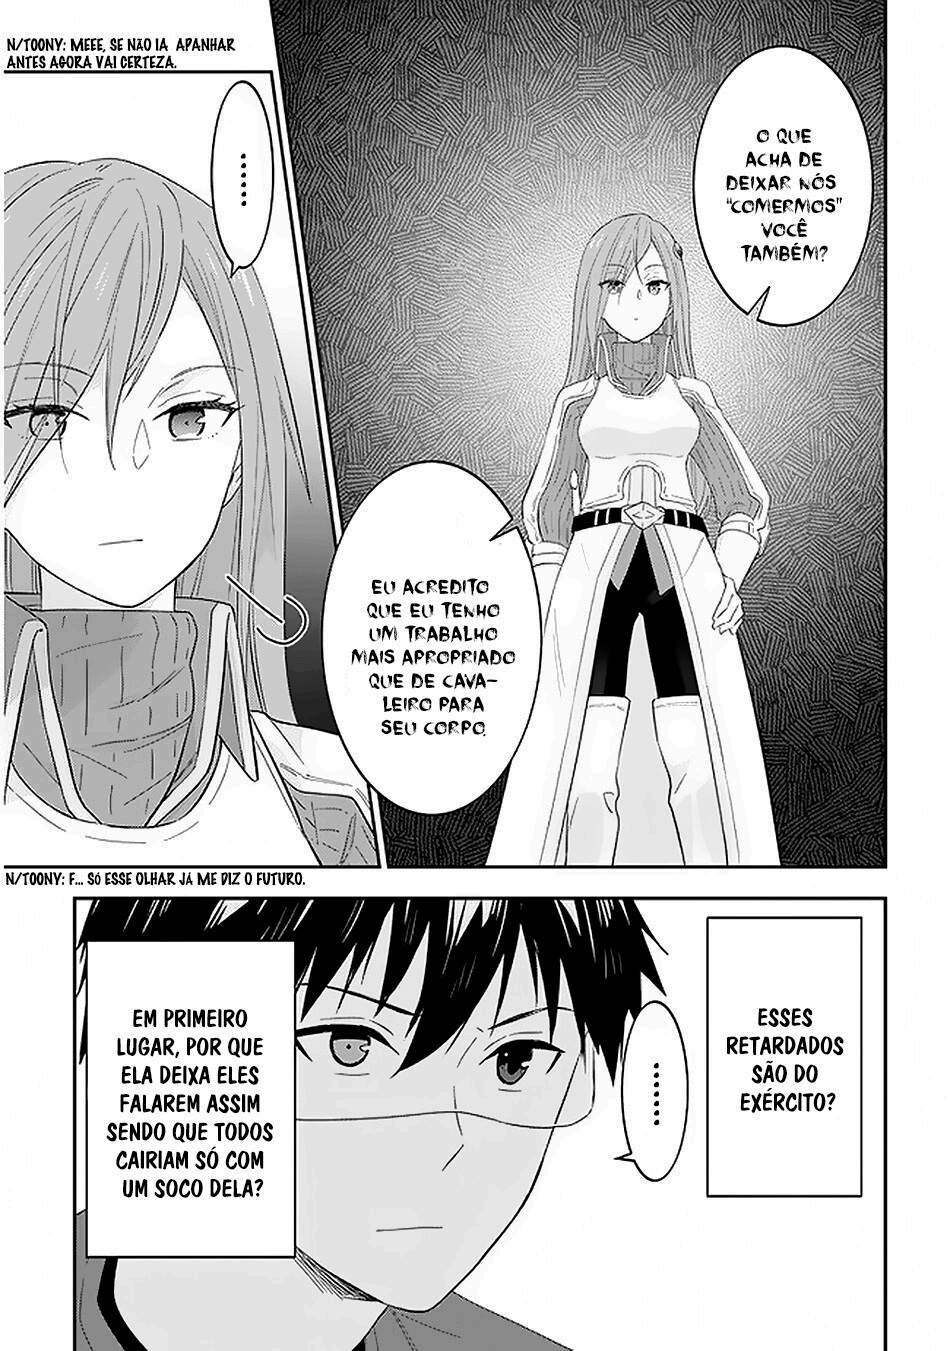 N/TOONY: MEEE, SE NÃO IA APANHAR
ANTES AGORA VAI CERTEZA.
O QUE
ACHA DE
DEIXAR NÓS
"COMERMOS"
VOCÊ
TAMBÉM?
EU ACREDITO
QUE EU TENHO
UM TRABALHO
MAIS APROPRIADO
QUE DE CAVA-
LEIRO PARA
SEU CORPO.
......
N/TOONY: F... SÓ ESSE OLHAR JÁ ME DIZ O FUTURO.
ESSES
RETARDADOS
SÃO DO
EXÉRCITO?
......
EM PRIMEIRO
LUGAR, POR QUE
ELA DEIXA ELES
FALAREM ASSIM
SENDO QUE TODOS
CAIRIAM SÓ COM
UM SOCO DELA?